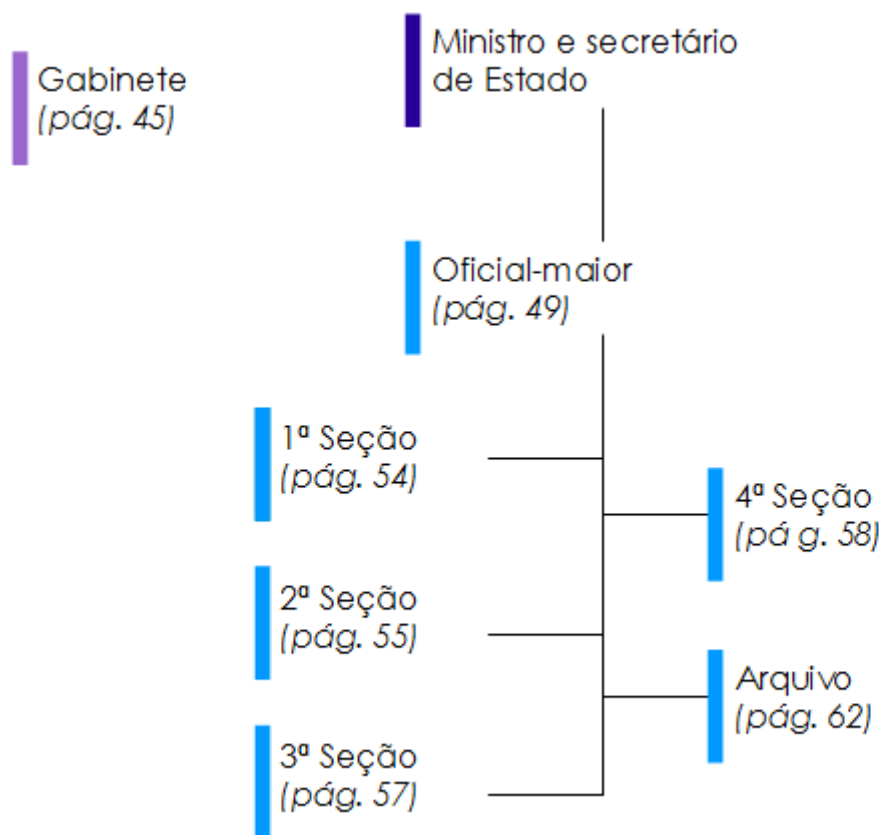 Ministro e secretário
de Estado
Gabinete
(pág. 45)
Oficial-maior
(pág. 49)
1ª Seção
(pág. 54)
4ª Seção
(pá g. 58)
2ª Seção
(pág. 55)
Arquivo
(pág. 62)
3ª Seção
(pág. 57)